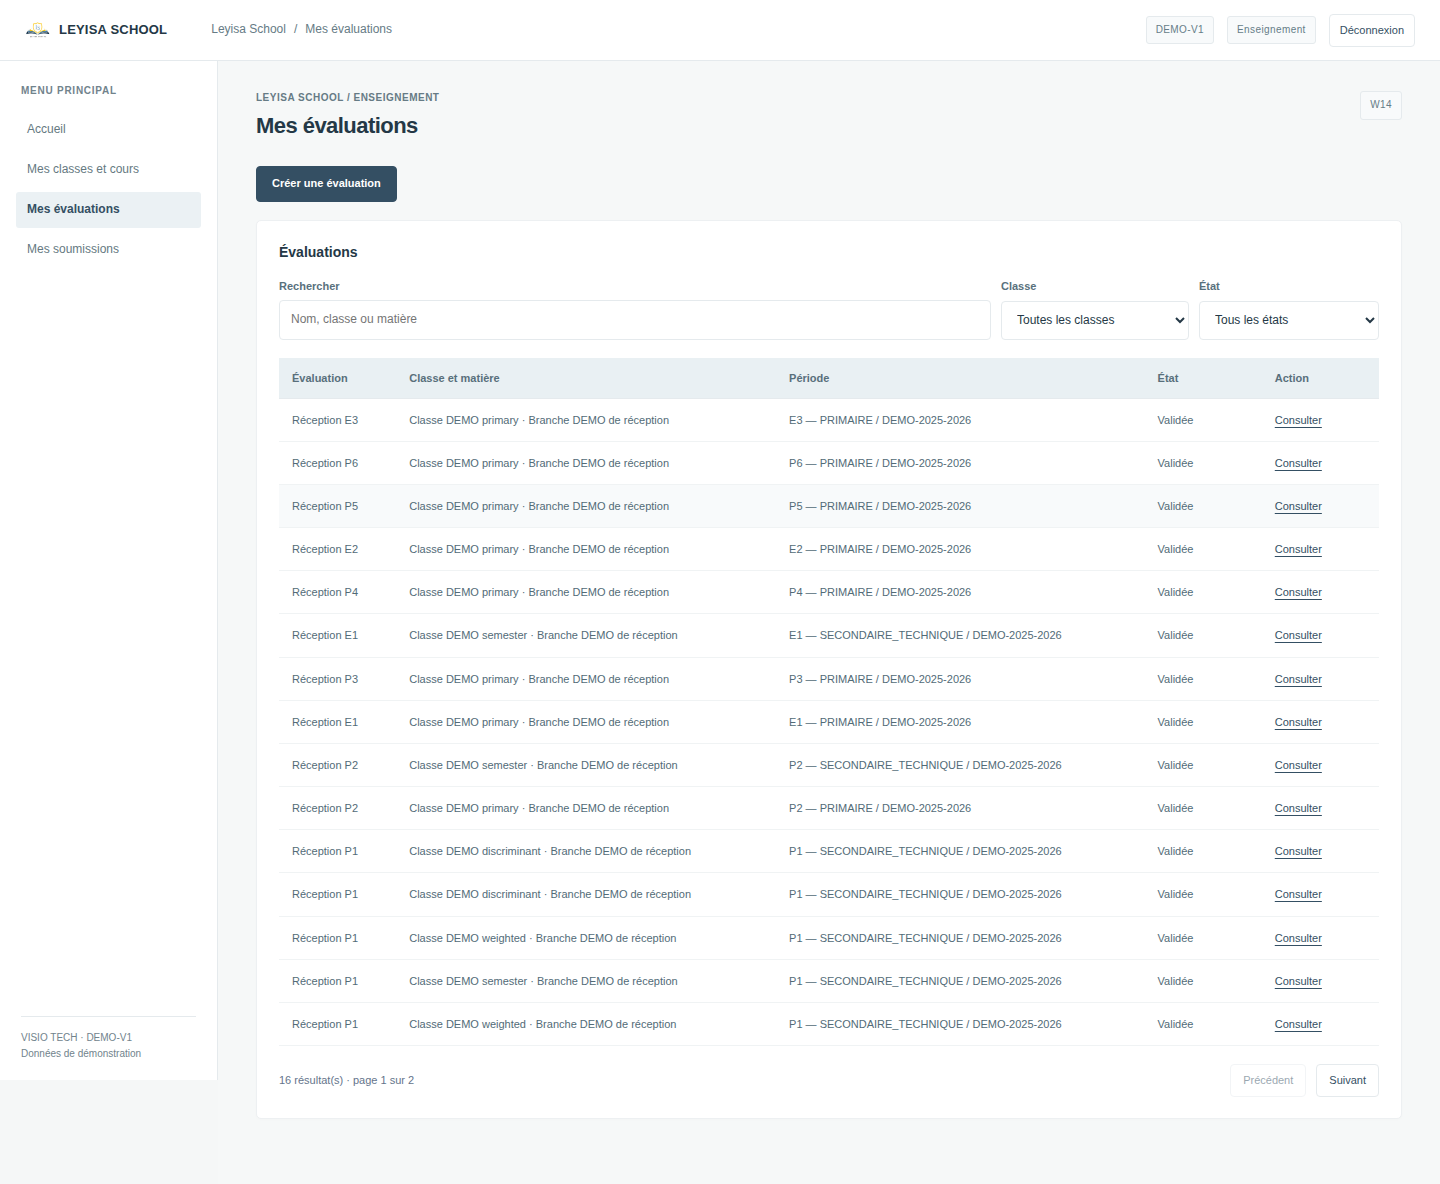 LEYISA SCHOOL
Leyisa School / Mes évaluations
DEMO-V1
Enseignement
Déconnexion
MENU PRINCIPAL
Accueil
Mes classes et cours
Mes évaluations
Mes soumissions
VISIO TECH · DEMO-V1
Données de démonstration
LEYISA SCHOOL / ENSEIGNEMENT
W14
Mes évaluations
Créer une évaluation
Évaluations
Rechercher Classe État
Nom, classe ou matière Toutes les classes Tous les états
Évaluation Classe et matière Période État Action
Réception E3 Classe DEMO primary · Branche DEMO de réception E3 — PRIMAIRE / DEMO-2025-2026 Validée Consulter
Réception P6 Classe DEMO primary · Branche DEMO de réception P6 — PRIMAIRE / DEMO-2025-2026 Validée Consulter
Réception P5 Classe DEMO primary · Branche DEMO de réception P5 — PRIMAIRE / DEMO-2025-2026 Validée Consulter
Réception E2 Classe DEMO primary · Branche DEMO de réception E2 — PRIMAIRE / DEMO-2025-2026 Validée Consulter
Réception P4 Classe DEMO primary · Branche DEMO de réception P4 — PRIMAIRE / DEMO-2025-2026 Validée Consulter
Réception E1 Classe DEMO semester · Branche DEMO de réception E1 — SECONDAIRE_TECHNIQUE / DEMO-2025-2026 Validée Consulter
Réception P3 Classe DEMO primary · Branche DEMO de réception P3 — PRIMAIRE / DEMO-2025-2026 Validée Consulter
Réception E1 Classe DEMO primary · Branche DEMO de réception E1 — PRIMAIRE / DEMO-2025-2026 Validée Consulter
Réception P2 Classe DEMO semester · Branche DEMO de réception P2 — SECONDAIRE_TECHNIQUE / DEMO-2025-2026 Validée Consulter
Réception P2 Classe DEMO primary · Branche DEMO de réception P2 — PRIMAIRE / DEMO-2025-2026 Validée Consulter
Réception P1 Classe DEMO discriminant · Branche DEMO de réception P1 — SECONDAIRE_TECHNIQUE / DEMO-2025-2026 Validée Consulter
Réception P1 Classe DEMO discriminant · Branche DEMO de réception P1 — SECONDAIRE_TECHNIQUE / DEMO-2025-2026 Validée Consulter
Réception P1 Classe DEMO weighted · Branche DEMO de réception P1 — SECONDAIRE_TECHNIQUE / DEMO-2025-2026 Validée Consulter
Réception P1 Classe DEMO semester · Branche DEMO de réception P1 — SECONDAIRE_TECHNIQUE / DEMO-2025-2026 Validée Consulter
Réception P1 Classe DEMO weighted · Branche DEMO de réception P1 — SECONDAIRE_TECHNIQUE / DEMO-2025-2026 Validée Consulter
16 résultat(s) · page 1 sur 2
Précédent
Suivant